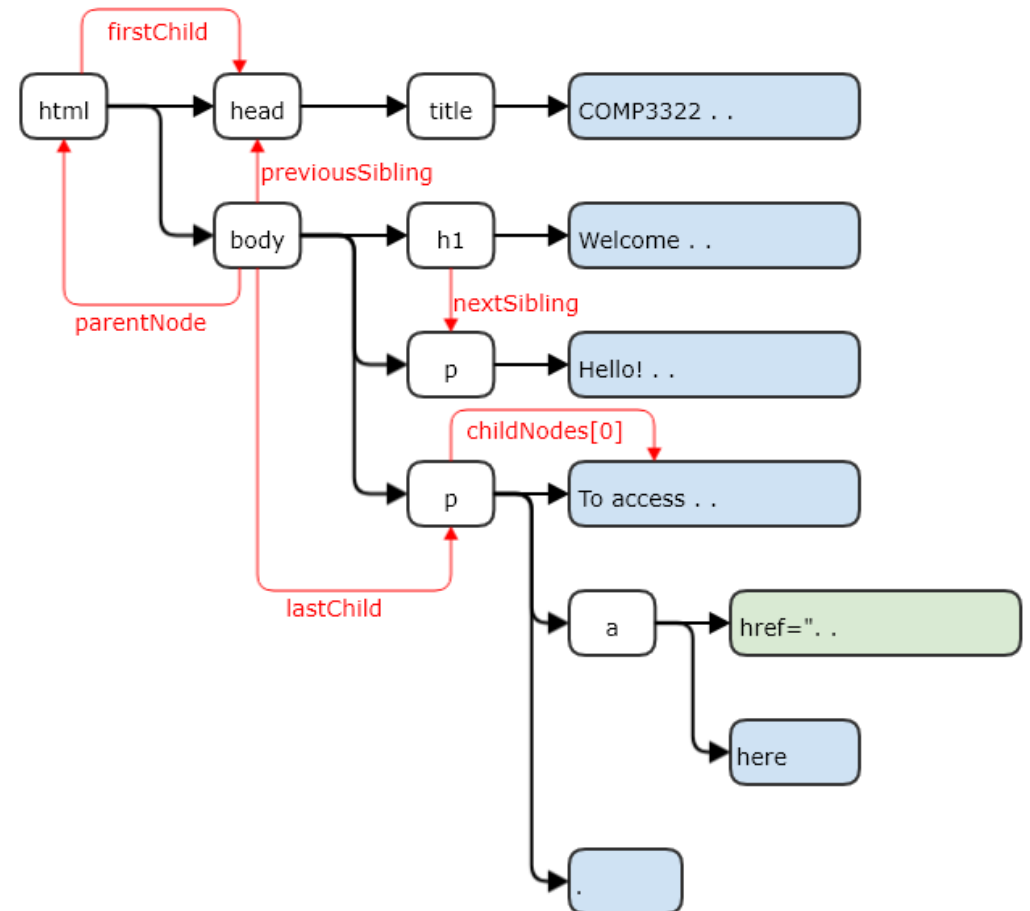 firstChild
html
head
title
COMP3322 . .
previousSibling
body
h1
Welcome . .
parentNode
nextSibling
p
Hello! . .
childNodes[0]
p
To access . .
lastChild
a
href=". .
here
.